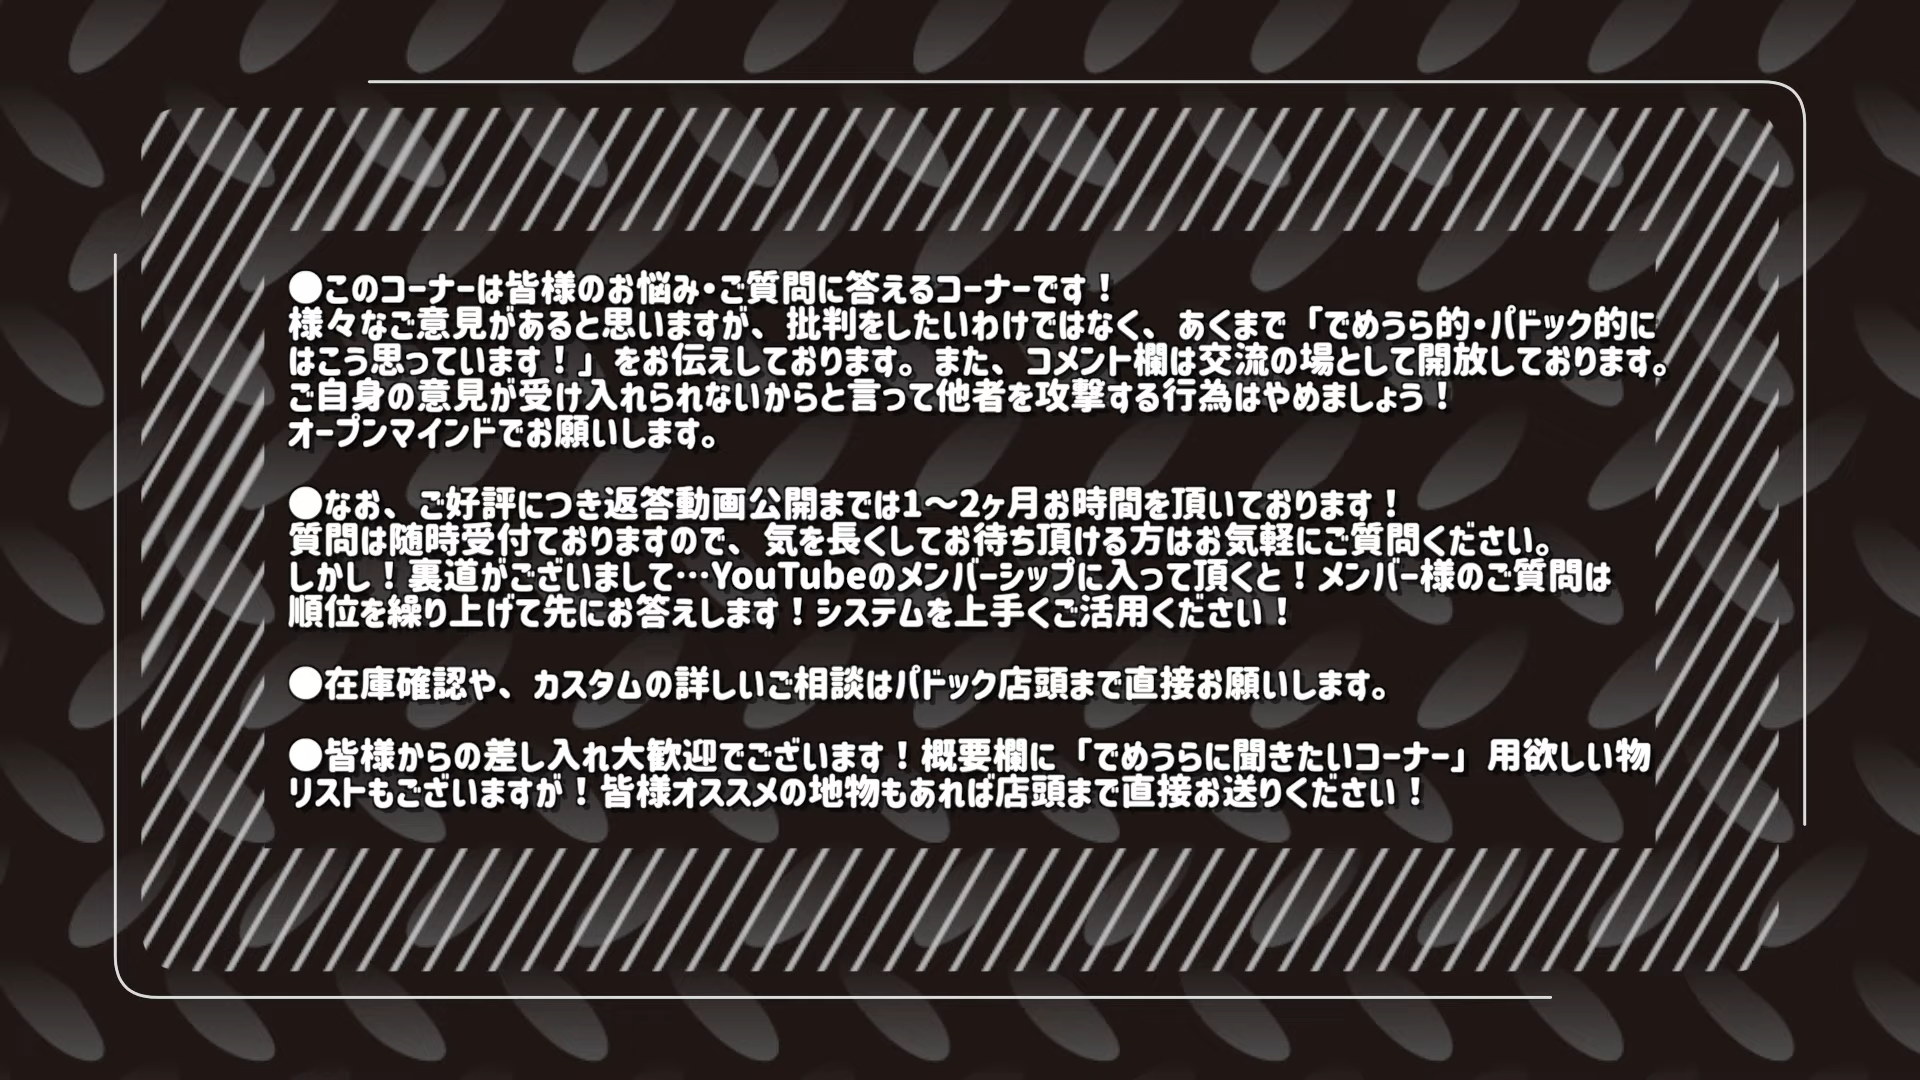 ●このコーナーは皆様のお悩み・ご質問に答えるコーナーです！
様々なご意見があると思いますが、批判をしたいわけではなく、あくまで「でめうら的・パドック的に
はこう思っています！」をお伝えしております。また、コメント欄は交流の場として開放しております。
ご自身の意見が受け入れられないからと言って他者を攻撃する行為はやめましょう！
オープンマインドでお願いします。
●なお、ご好評につき返答動画公開までは1～2ヶ月お時間を頂いております！
質問は随時受付ておりますので、気を長くしてお待ち頂ける方はお気軽にご質問ください。
しかし！裏道がございまして…YouTubeのメンバーシップに入って頂くと！メンバー様のご質問は
順位を繰り上げて先にお答えします！システムを上手くご活用ください！
●在庫確認や、カスタムの詳しいご相談はパドック店頭まで直接お願いします。
●皆様からの差し入れ大歓迎でございます！概要欄に「でめうらに聞きたいコーナー」用欲しい物
リストもございますが！皆様オススメの地物もあれば店頭まで直接お送りください！